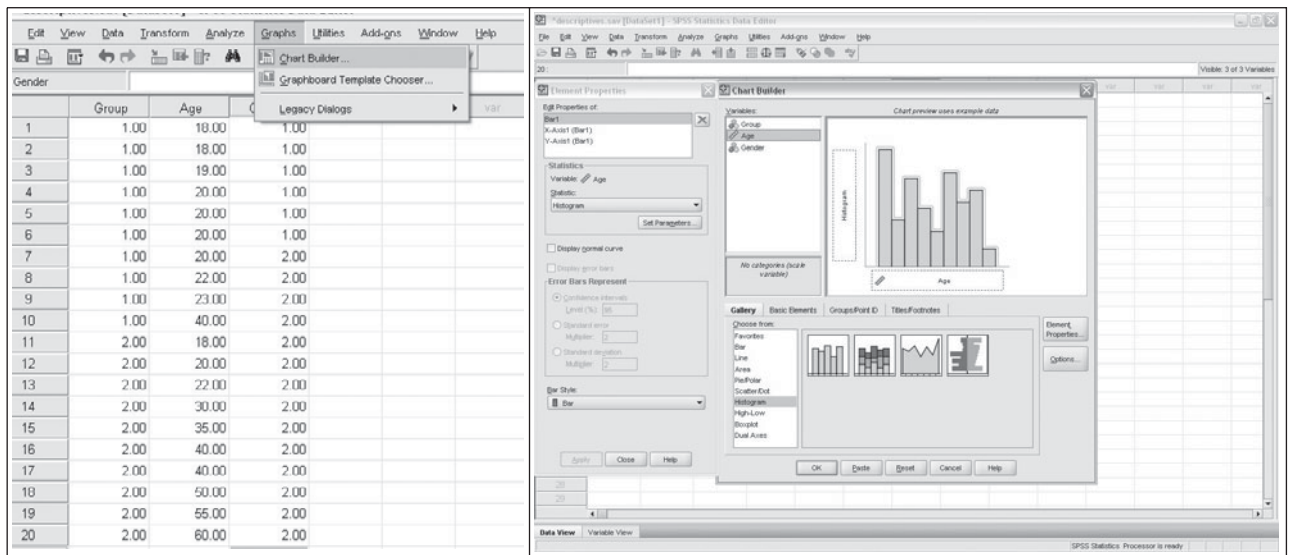 Edit View Data Transform Analyze Graphs Utilities Add-ons Window Help
Chart Builder...
Graphboard Template Chooser...
Legacy Dialogs
Gender
Group Age var
1 1.00 18.00 1.00
2 1.00 18.00 1.00
3 1.00 19.00 1.00
4 1.00 20.00 1.00
5 1.00 20.00 1.00
6 1.00 20.00 1.00
7 1.00 20.00 2.00
8 1.00 22.00 2.00
9 1.00 23.00 2.00
10 1.00 40.00 2.00
11 2.00 18.00 2.00
12 2.00 20.00 2.00
13 2.00 22.00 2.00
14 2.00 30.00 2.00
15 2.00 35.00 2.00
16 2.00 40.00 2.00
17 2.00 40.00 2.00
18 2.00 50.00 2.00
19 2.00 55.00 2.00
20 2.00 60.00 2.00
*descriptives.sav [DataSet1] - SPSS Statistics Data Editor
File Edit View Data Transform Analyze Graphs Utilities Add-ons Window Help
20 :
Visible: 3 of 3 Variables
var var var var
Element Properties
Edit Properties of:
Bar1
X-Axis1 (Bar1)
Y-Axis1 (Bar1)
Statistics
Variable: Age
Statistic:
Histogram
Set Parameters...
Display normal curve
Display error bars
Error Bars Represent
Confidence intervals
Level (%): 95
Standard error
Multiplier: 2
Standard deviation
Multiplier: 2
Bar Style:
Bar
Apply Close Help
Chart Builder
Variables:
Chart preview uses example data
Group
Age
Gender
Histogram
No categories (scale variable)
Age
Gallery Basic Elements Groups/Point ID Titles/Footnotes
Choose from:
Favorites
Bar
Line
Area
Pie/Polar
Scatter/Dot
Histogram
High-Low
Boxplot
Dual Axes
Element Properties...
Options...
OK Paste Reset Cancel Help
28
29
Data View Variable View
SPSS Statistics Processor is ready